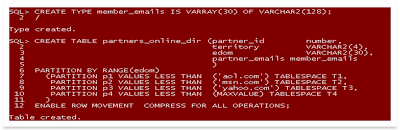 SQL> CREATE TYPE member_emails IS VARRAY(30) OF VARCHAR2(128);
2 /
Type created.
SQL> CREATE TABLE partners_online_dir (partner_id number,
2 territory VARCHAR2(4),
3 edom VARCHAR2(30),
4 partner_emails member_emails
5 )
6 PARTITION BY RANGE(edom)
7 (PARTITION p1 VALUES LESS THAN ('aol.com') TABLESPACE T1,
8 PARTITION p2 VALUES LESS THAN ('msn.com') TABLESPACE T2,
9 PARTITION p3 VALUES LESS THAN ('yahoo.com') TABLESPACE T3,
10 PARTITION p4 VALUES LESS THAN (MAXVALUE) TABLESPACE T4
11 )
12 ENABLE ROW MOVEMENT COMPRESS FOR ALL OPERATIONS;
Table created.